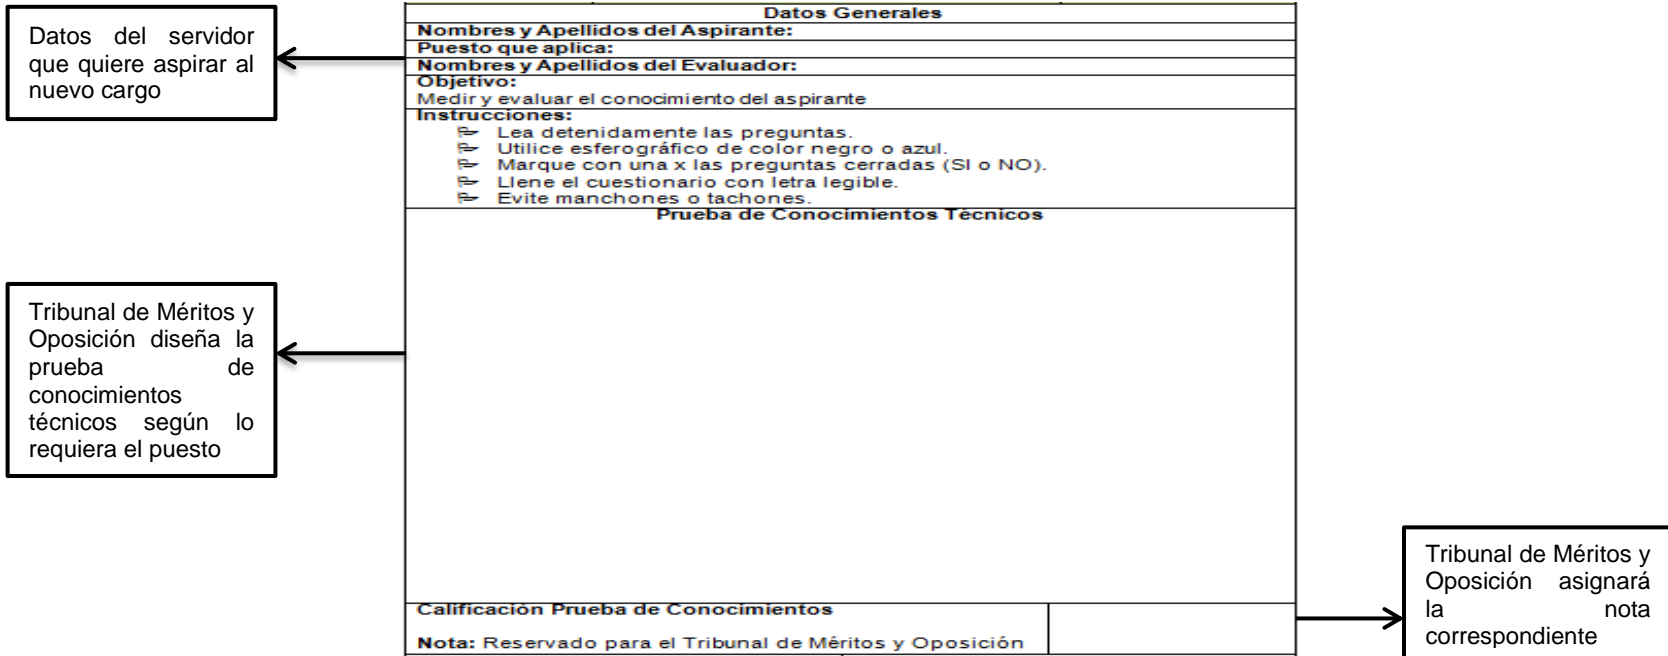 Datos del servidor
que quiere aspirar al
nuevo cargo
Datos Generales
Nombres y Apellidos del Aspirante:
Puesto que aplica:
Nombres y Apellidos del Evaluador:
Objetivo:
Medir y evaluar el conocimiento del aspirante
Instrucciones:
Lea detenidamente las preguntas.
Utilice esferográfico de color negro o azul.
Marque con una x las preguntas cerradas (SI o NO).
Llene el cuestionario con letra legible.
Evite manchones o tachones.
Prueba de Conocimientos Técnicos
Tribunal de Méritos y
Oposición diseña la
prueba de
conocimientos
técnicos según lo
requiera el puesto
Calificación Prueba de Conocimientos
Nota: Reservado para el Tribunal de Méritos y Oposición
Tribunal de Méritos y
Oposición asignará
la nota
correspondiente